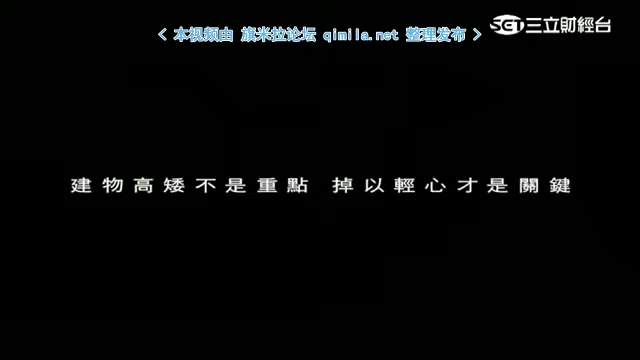 < 本视频由 旗米拉论坛 qimila.net 整理发布 >
SET三立財經台
建物高矮不是重點 掉以輕心才是關鍵